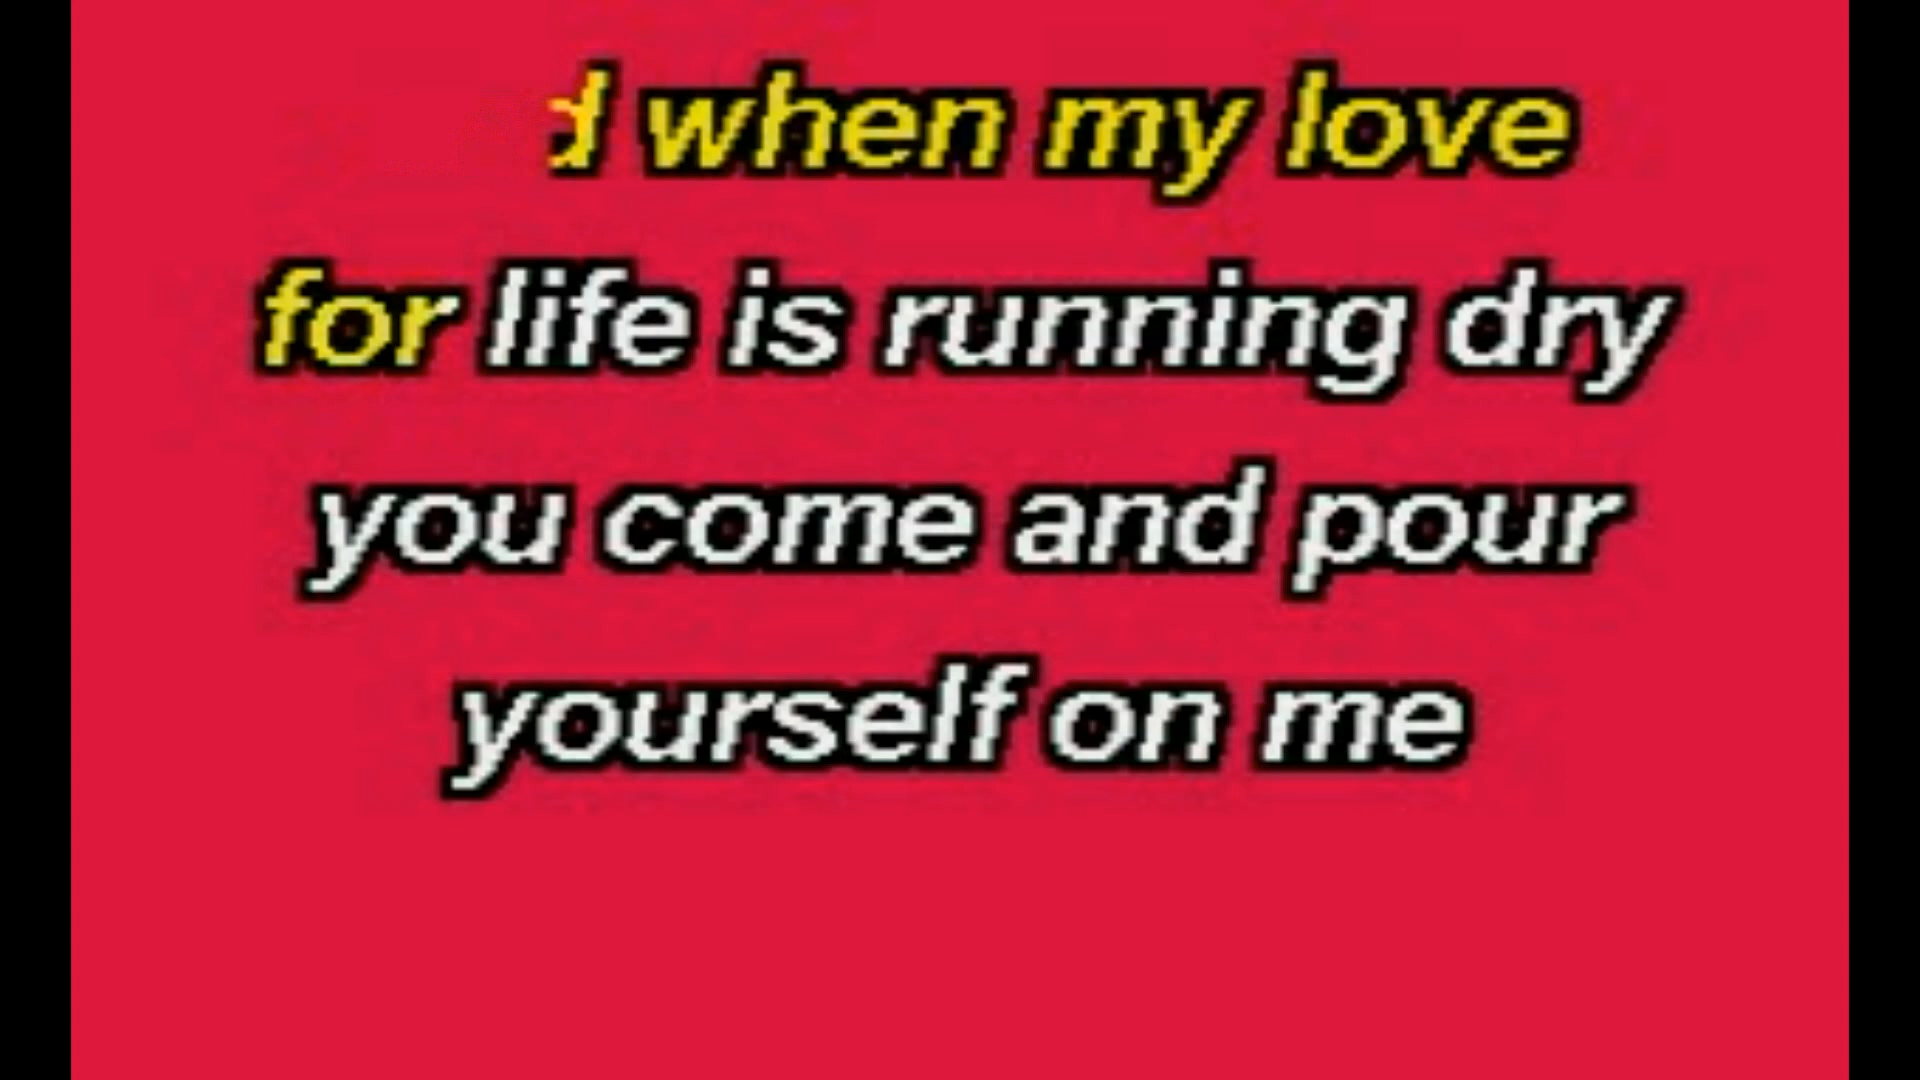 d when my love
for life is running dry
you come and pour
yourself on me